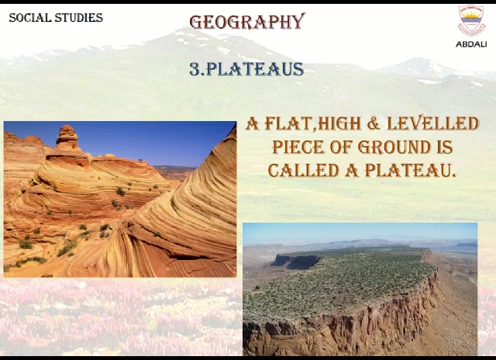 SOCIAL STUDIES
GEOGRAPHY
ABDALI
3.PLATEAUS
A FLAT,HIGH & LEVELLED
PIECE OF GROUND IS
CALLED A PLATEAU.